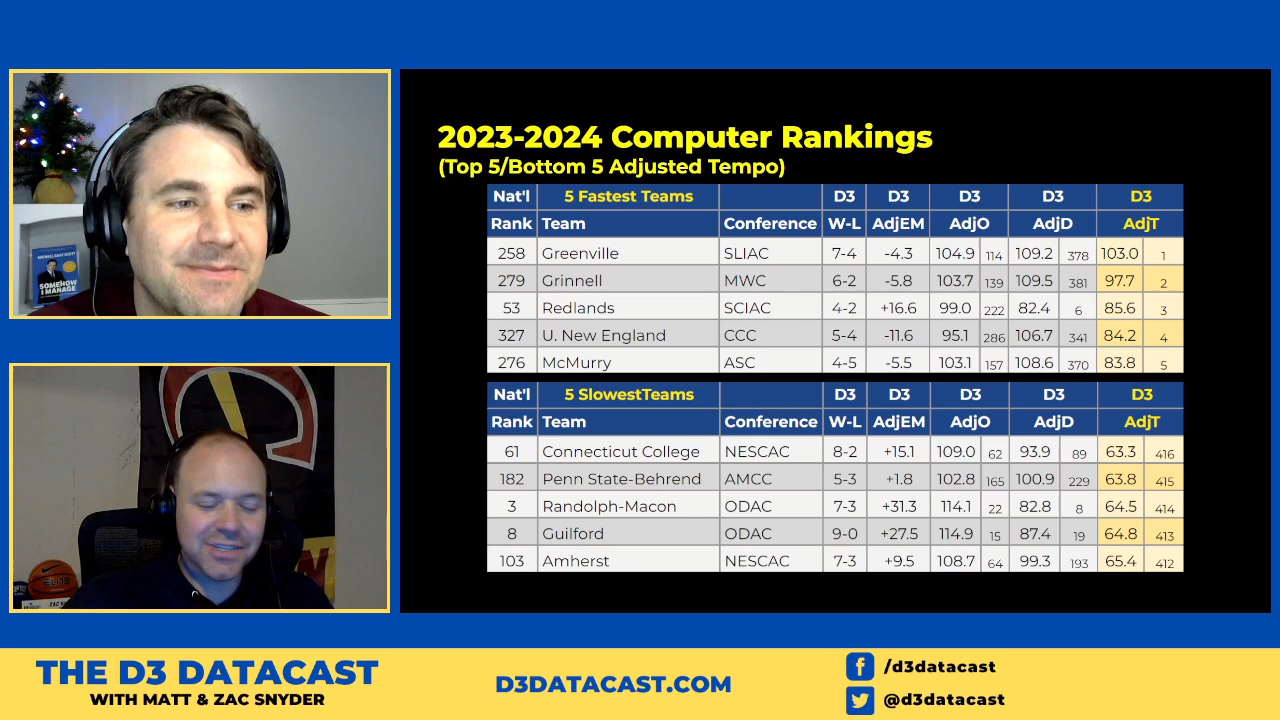 SOMEHOW
I MANAGE
ELITE
2023-2024 Computer Rankings
(Top 5/Bottom 5 Adjusted Tempo)
Nat'l 5 Fastest Teams D3 D3 D3 D3 D3
Rank Team Conference W-L AdjEM AdjO AdjD AdjT
258 Greenville SLIAC 7-4 -4.3 104.9 114 109.2 378 103.0 1
279 Grinnell MWC 6-2 -5.8 103.7 139 109.5 381 97.7 2
53 Redlands SCIAC 4-2 +16.6 99.0 222 82.4 6 85.6 3
327 U. New England CCC 5-4 -11.6 95.1 286 106.7 341 84.2 4
276 McMurry ASC 4-5 -5.5 103.1 157 108.6 370 83.8 5
Nat'l 5 SlowestTeams D3 D3 D3 D3 D3
Rank Team Conference W-L AdjEM AdjO AdjD AdjT
61 Connecticut College NESCAC 8-2 +15.1 109.0 62 93.9 89 63.3 416
182 Penn State-Behrend AMCC 5-3 +1.8 102.8 165 100.9 229 63.8 415
3 Randolph-Macon ODAC 7-3 +31.3 114.1 22 82.8 8 64.5 414
8 Guilford ODAC 9-0 +27.5 114.9 15 87.4 19 64.8 413
103 Amherst NESCAC 7-3 +9.5 108.7 64 99.3 193 65.4 412
THE D3 DATACAST
WITH MATT & ZAC SNYDER
D3DATACAST.COM
/d3datacast
@d3datacast